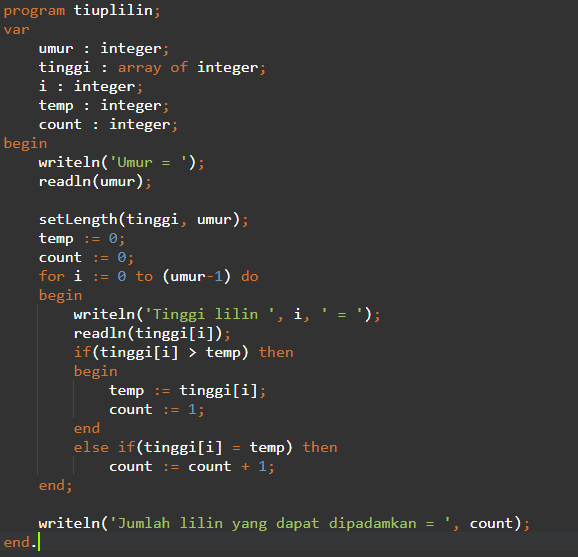 program tiuplilin;
var
    umur : integer;
    tinggi : array of integer;
    i : integer;
    temp : integer;
    count : integer;
begin
    writeln('Umur = ');
    readln(umur);

    setLength(tinggi, umur);
    temp := 0;
    count := 0;
    for i := 0 to (umur-1) do
    begin
        writeln('Tinggi lilin ', i, ' = ');
        readln(tinggi[i]);
        if(tinggi[i] > temp) then
        begin
            temp := tinggi[i];
            count := 1;
        end
        else if(tinggi[i] = temp) then
            count := count + 1;
    end;

    writeln('Jumlah lilin yang dapat dipadamkan = ', count);
end.